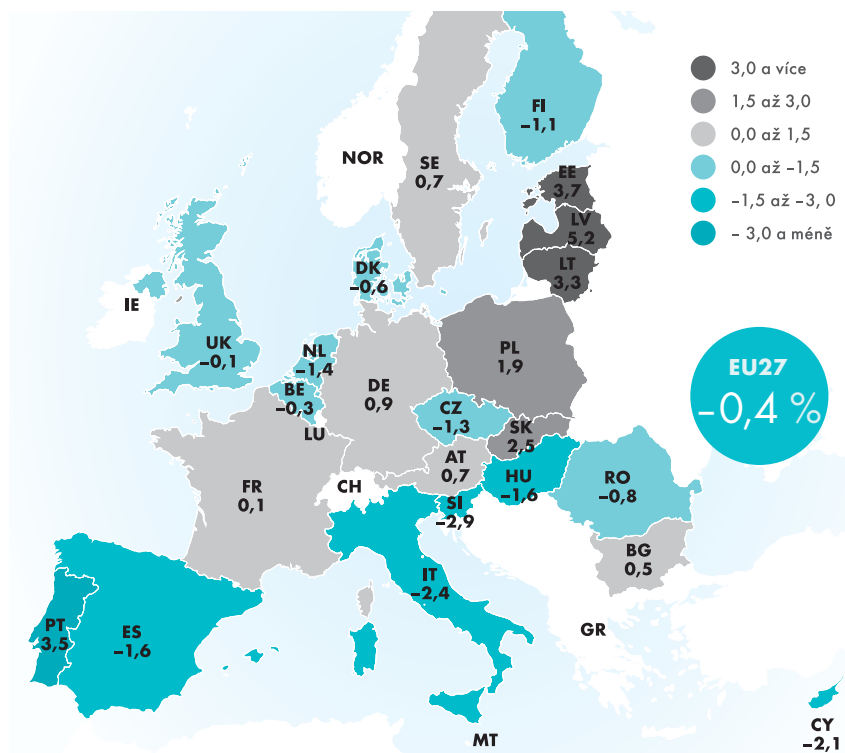 3,0 a více
1,5 až 3,0
0,0 až 1,5
0,0 až –1,5
–1,5 až –3, 0
– 3,0 a méně
FI
–1,1
NOR
SE
0,7
EE
3,7
LV
5,2
LT
3,3
DK
–0,6
IE
UK
–0,1
NL
–1,4
BE
–0,3
LU
DE
0,9
PL
1,9
EU27
–0,4 %
CZ
–1,3
SK
2,5
AT
0,7
HU
–1,6
SI
–2,9
RO
–0,8
BG
0,5
CH
FR
0,1
IT
–2,4
PT
3,5
ES
–1,6
GR
MT
CY
–2,1